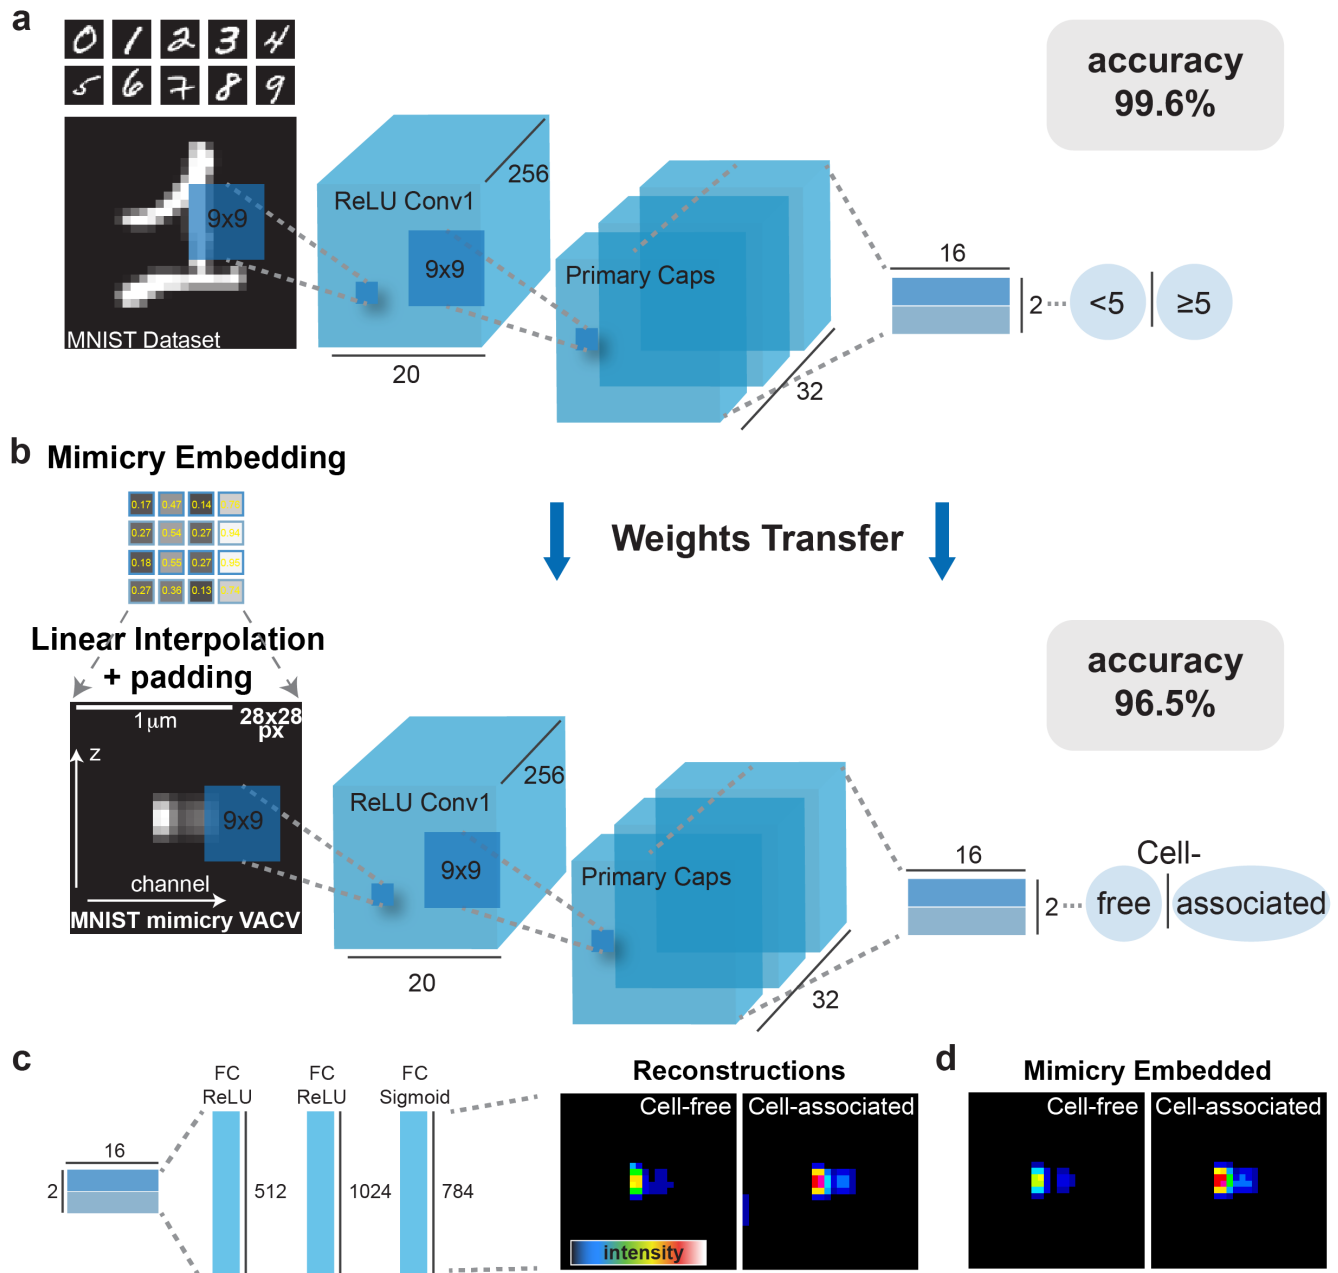 a
0 1 2 3 4
5 6 7 8 9
accuracy
99.6%
256
ReLU Conv1
9x9
9x9
Primary Caps
MNIST Dataset
20
32
16
2
<5
≥5
b
Mimicry Embedding
0.17 0.47 0.14
0.27 0.54 0.27
0.18 0.55 0.27
0.27 0.36 0.13
Weights Transfer
Linear Interpolation
+ padding
accuracy
96.5%
1μm
28x28
px
z
9x9
channel
MNIST mimicry VACV
256
ReLU Conv1
9x9
Primary Caps
20
32
16
2
Cell-
free
associated
c
FC
ReLU
FC
ReLU
FC
Sigmoid
16
2
512
1024
784
Reconstructions
Cell-free
Cell-associated
intensity
d
Mimicry Embedded
Cell-free
Cell-associated